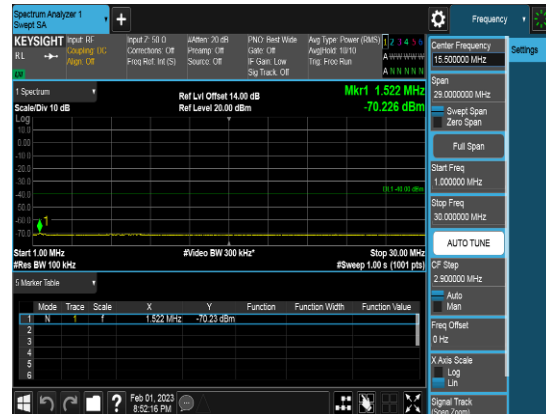 Spectrum Analyzer 1
Swept SA
+
Frequency
KEYSIGHT
RL
Input: RF
Coupling: DC
Align: Off
Input Z: 50 Ω
Corrections: Off
Freq Ref: Int (S)
#Atten: 20 dB
Preamp: Off
Source: Off
PNO: Best Wide
Gate: Off
IF Gain: Low
Sig Track: Off
Avg Type: Power (RMS)
Avg|Hold: 10/10
Trig: Free Run
1 2 3 4 5 6
A W W W W W
A N N N N N
Center Frequency
15.500000 MHz
Settings
Span
29.0000000 MHz
Swept Span
Zero Span
Full Span
Start Freq
1.000000 MHz
Stop Freq
30.000000 MHz
AUTO TUNE
CF Step
2.900000 MHz
Auto
Man
Freq Offset
0 Hz
X Axis Scale
Log
Lin
Signal Track
(Span Zoom)
1 Spectrum
Scale/Div 10 dB
Ref Lvl Offset 14.00 dB
Ref Level 20.00 dBm
Mkr1 1.522 MHz
-70.226 dBm
Log
10.0
0.00
-10.0
-20.0
-30.0
-40.0
-50.0
-60.0
-70.0
1
DL1 -40.00 dBm
Start 1.00 MHz
#Res BW 100 kHz
#Video BW 300 kHz*
Stop 30.00 MHz
#Sweep 1.00 s (1001 pts)
5 Marker Table
Mode Trace Scale X Y Function Function Width Function Value
1 N 1 f 1.522 MHz -70.23 dBm
2
3
4
5
6
?
Feb 01, 2023
8:52:16 PM